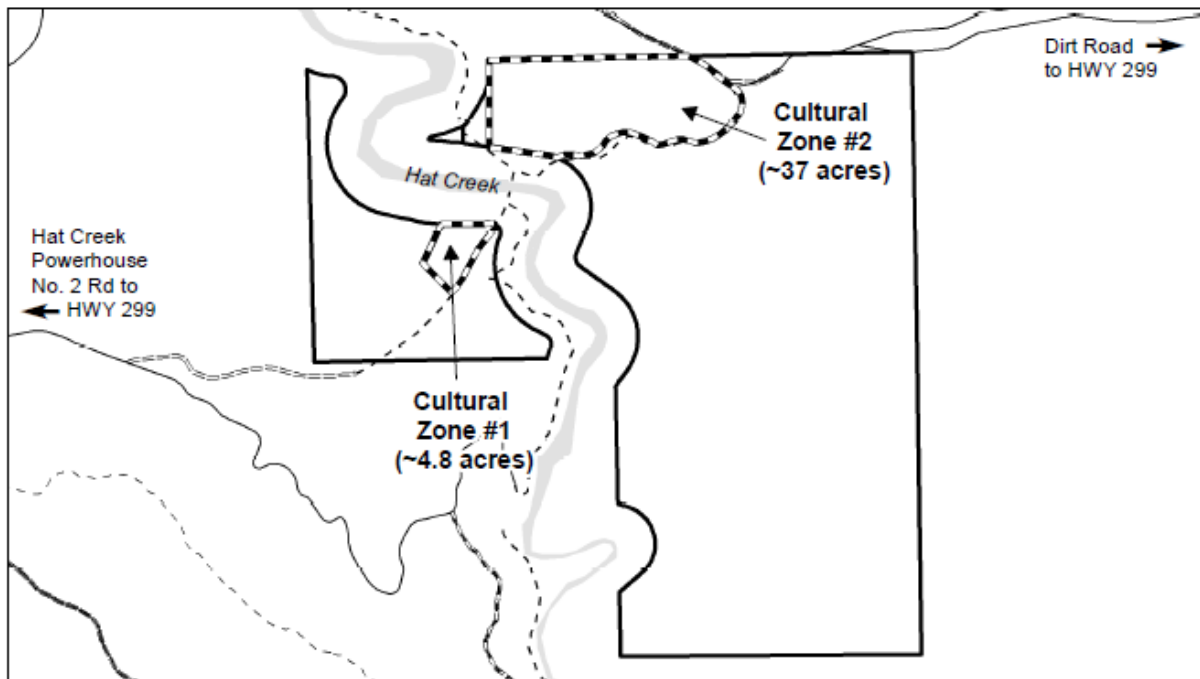 Dirt Road
to HWY 299
Cultural
Zone #2
(~37 acres)
Hat Creek
Hat Creek
Powerhouse
No. 2 Rd to
HWY 299
Cultural
Zone #1
(~4.8 acres)